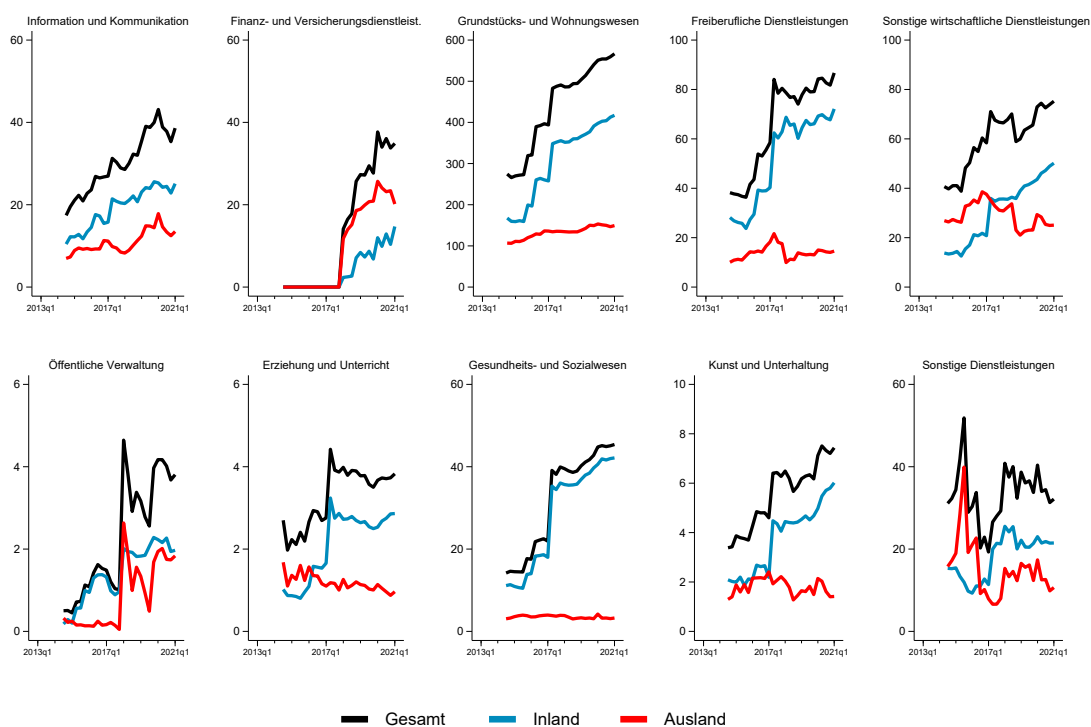 Information und Kommunikation
60
40
20
0
2013q1 2017q1 2021q1
Finanz- und Versicherungsdienstleist.
60
40
20
0
2013q1 2017q1 2021q1
Grundstücks- und Wohnungswesen
600
500
400
300
200
100
0
2013q1 2017q1 2021q1
Freiberufliche Dienstleistungen
100
80
60
40
20
0
2013q1 2017q1 2021q1
Sonstige wirtschaftliche Dienstleistungen
100
80
60
40
20
0
2013q1 2017q1 2021q1
Öffentliche Verwaltung
6
4
2
0
2013q1 2017q1 2021q1
Erziehung und Unterricht
6
4
2
0
2013q1 2017q1 2021q1
Gesundheits- und Sozialwesen
60
40
20
0
2013q1 2017q1 2021q1
Kunst und Unterhaltung
10
8
6
4
2
0
2013q1 2017q1 2021q1
Sonstige Dienstleistungen
60
40
20
0
2013q1 2017q1 2021q1
Gesamt Inland Ausland